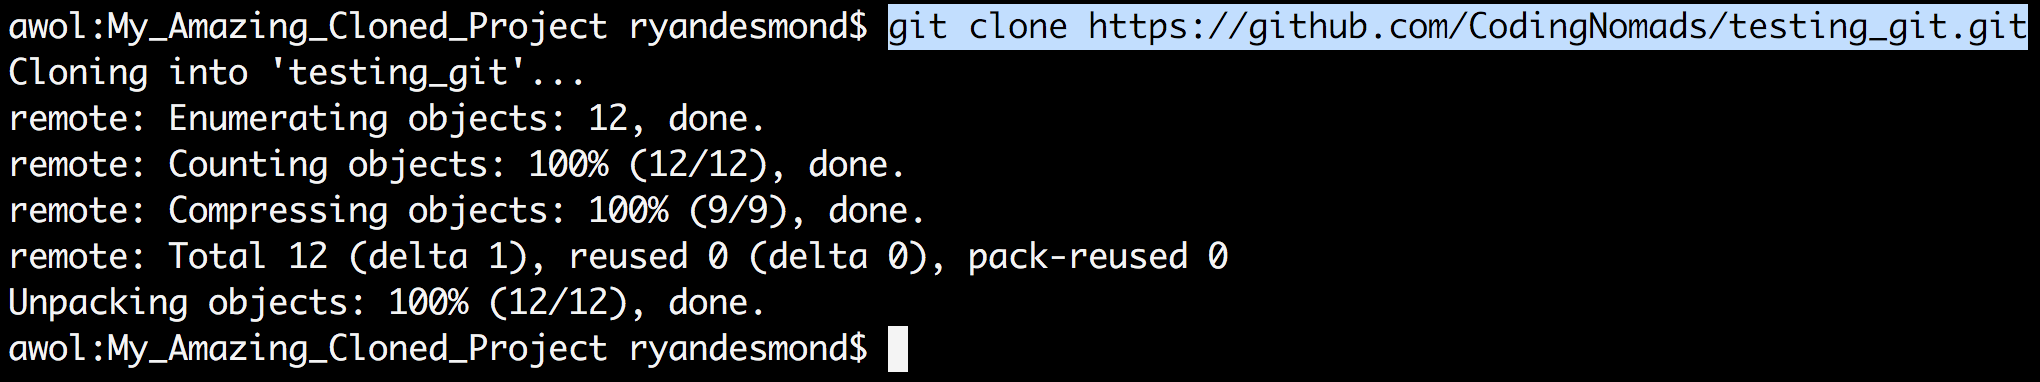 awol:My_Amazing_Cloned_Project ryandesmond$ git clone https://github.com/CodingNomads/testing_git.git
Cloning into 'testing_git'...
remote: Enumerating objects: 12, done.
remote: Counting objects: 100% (12/12), done.
remote: Compressing objects: 100% (9/9), done.
remote: Total 12 (delta 1), reused 0 (delta 0), pack-reused 0
Unpacking objects: 100% (12/12), done.
awol:My_Amazing_Cloned_Project ryandesmond$